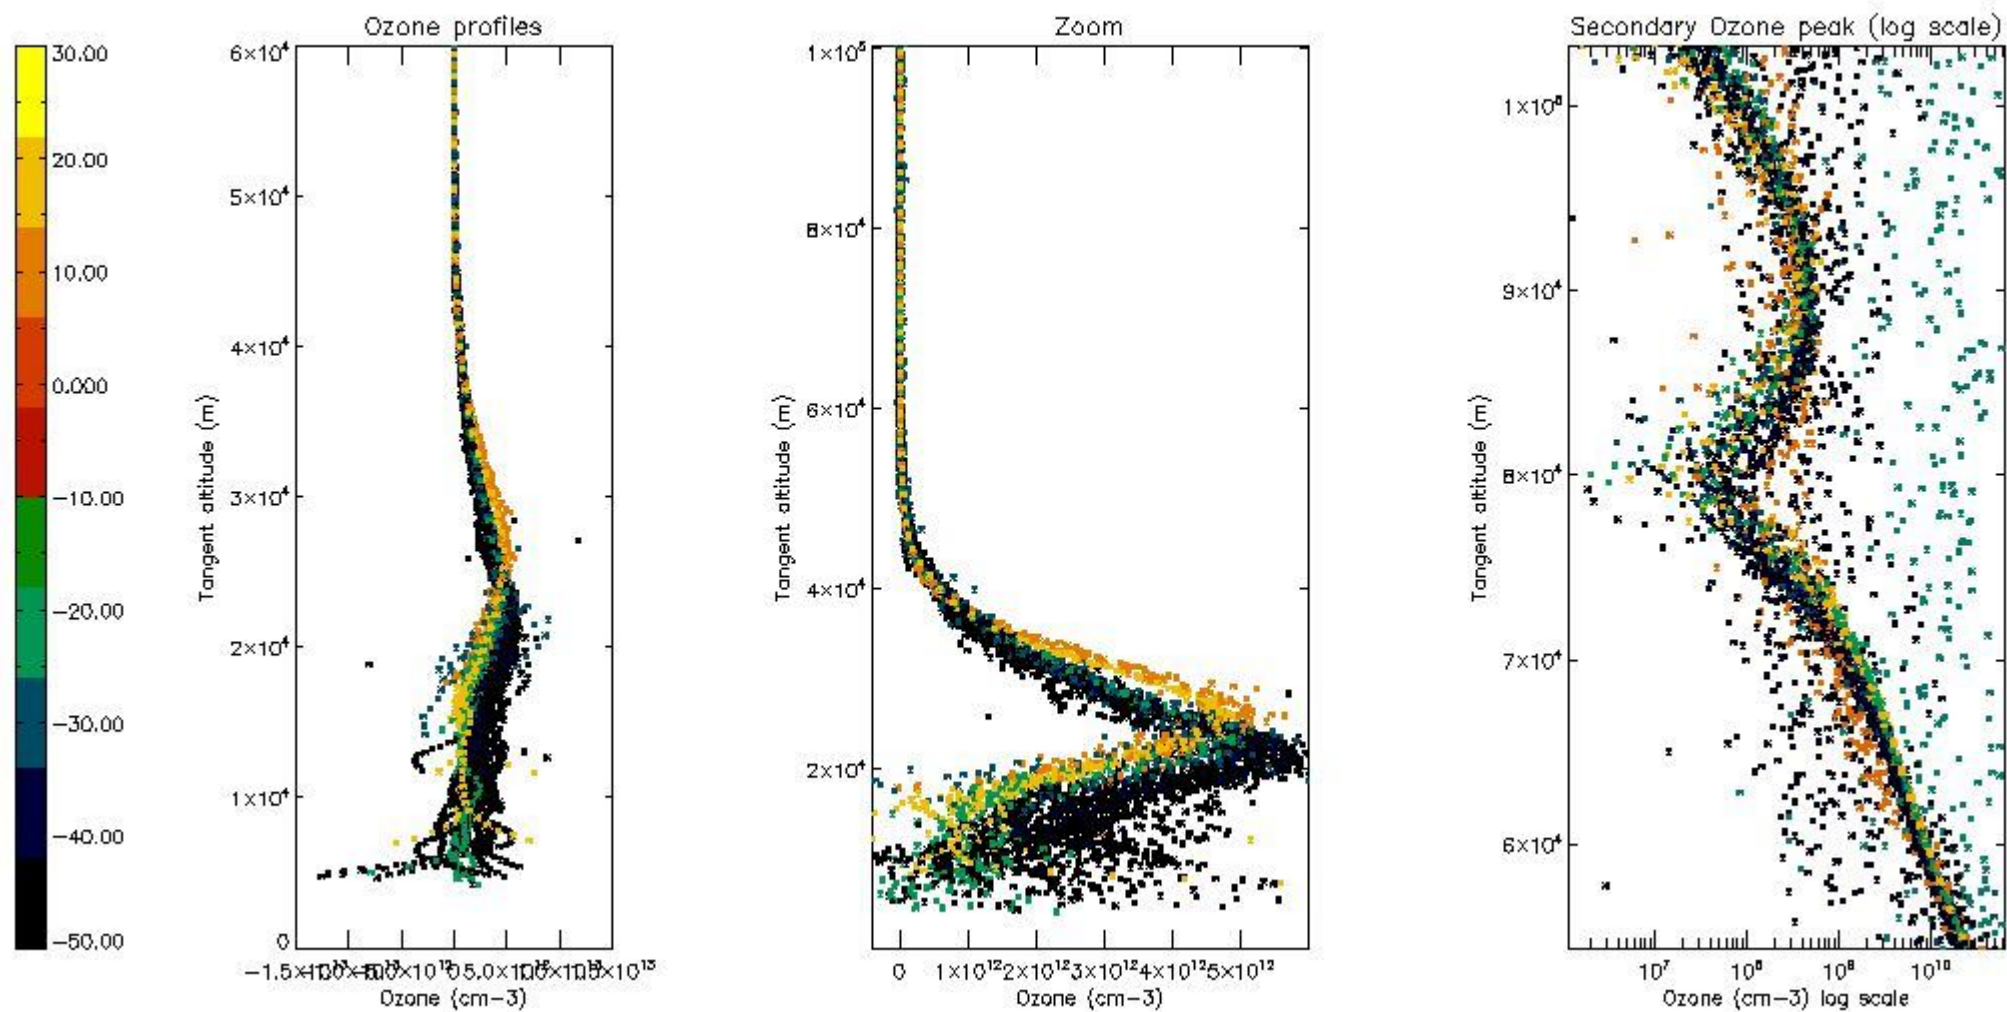 Ozone profiles
Zoom
Secondary Ozone peak (log scale)
30.00
20.00
10.00
0.000
−10.00
−20.00
−30.00
−40.00
−50.00
6×10⁴
5×10⁴
4×10⁴
3×10⁴
2×10⁴
1×10⁴
0
Tangent altitude (m)
Ozone (cm−3)
1×10⁵
8×10⁴
6×10⁴
4×10⁴
2×10⁴
Tangent altitude (m)
0 1×10¹² 2×10¹² 3×10¹² 4×10¹² 5×10¹²
Ozone (cm−3)
9×10⁴
8×10⁴
7×10⁴
6×10⁴
Tangent altitude (m)
10⁷ 10⁸ 10⁹ 10¹⁰
Ozone (cm−3) log scale